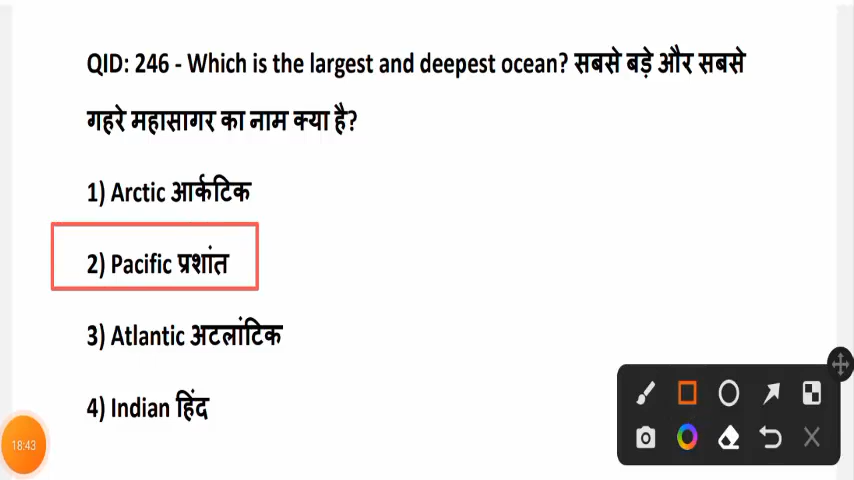 QID: 246 - Which is the largest and deepest ocean? सबसे बड़े और सबसे
गहरे महासागर का नाम क्या है?
1) Arctic आर्कटिक
2) Pacific प्रशांत
3) Atlantic अटलांटिक
4) Indian हिंद
18:43